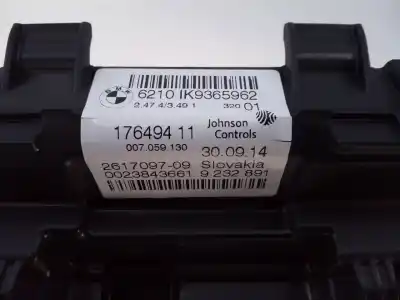 6210 IK9365962
2.47.4/3.49 1 320 01
176494 11 Johnson Controls
007.059.130 30.09.14
2617097-09 Slovakia
0023843661 9 232 891